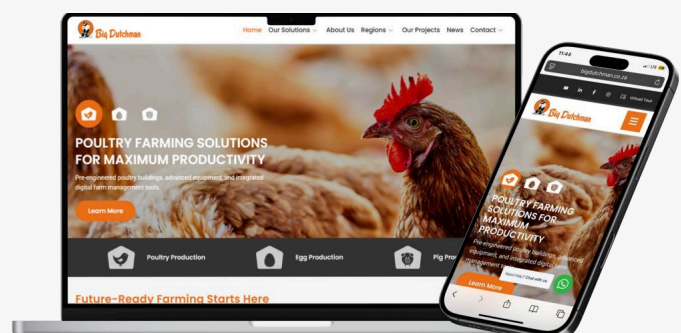 Big Dutchman
Home Our Solutions About Us Regions Our Projects News Contact
POULTRY FARMING SOLUTIONS
FOR MAXIMUM PRODUCTIVITY
Pre-engineered poultry buildings, advanced equipment, and integrated
digital farm management tools.
Learn More
Poultry Production
Egg Production
Pig Pro
Future-Ready Farming Starts Here
11:44
LTE
bigdutchman.co.za
in
Virtual Tour
Big Dutchman
POULTRY FARMING
SOLUTIONS FOR
MAXIMUM
PRODUCTIVITY
Pre-engineered poultry buildings, advanced
equipment, and integrated digital farm
management tools.
Need Help? Chat with us
Learn More